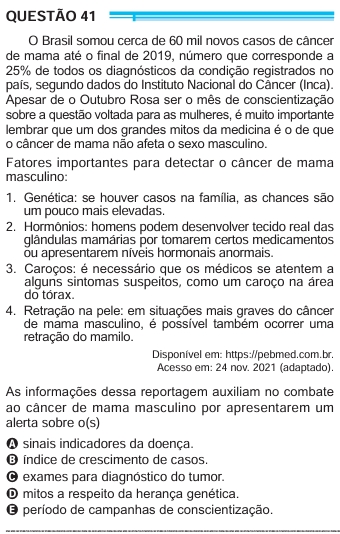 QUESTÃO 41
O Brasil somou cerca de 60 mil novos casos de câncer
de mama até o final de 2019, número que corresponde a
25% de todos os diagnósticos da condição registrados no
país, segundo dados do Instituto Nacional do Câncer (Inca).
Apesar de o Outubro Rosa ser o mês de conscientização
sobre a questão voltada para as mulheres, é muito importante
lembrar que um dos grandes mitos da medicina é o de que
o câncer de mama não afeta o sexo masculino.
Fatores importantes para detectar o câncer de mama
masculino:
1. Genética: se houver casos na família, as chances são
um pouco mais elevadas.
2. Hormônios: homens podem desenvolver tecido real das
glândulas mamárias por tomarem certos medicamentos
ou apresentarem níveis hormonais anormais.
3. Caroços: é necessário que os médicos se atentem a
alguns sintomas suspeitos, como um caroço na área
do tórax.
4. Retração na pele: em situações mais graves do câncer
de mama masculino, é possível também ocorrer uma
retração do mamilo.
Disponível em: https://pebmed.com.br.
Acesso em: 24 nov. 2021 (adaptado).
As informações dessa reportagem auxiliam no combate
ao câncer de mama masculino por apresentarem um
alerta sobre o(s)
A sinais indicadores da doença.
B índice de crescimento de casos.
C exames para diagnóstico do tumor.
D mitos a respeito da herança genética.
E período de campanhas de conscientização.